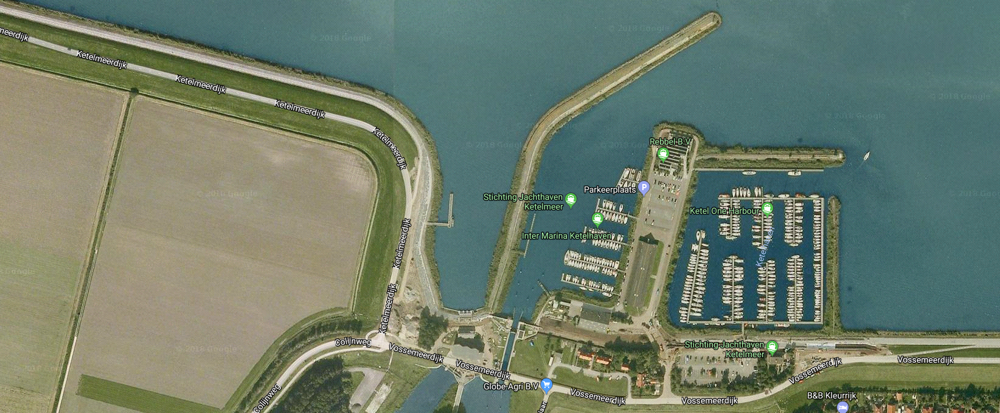 © 2018 Google
© 2018 Google
meerdijk
Ketelmeerdijk
Ketelmeerdijk
Ketelmeerdijk
© 2018 Google
© 2018 Google
Ketelmeerdijk
Rebbel B.V
© 2018 Google
Parkeerplaats
P
© 2018 Google
Stichting Jachthaven
Ketelmeer
Ketel One Harbour
Inter Marina Ketelhaven
Ketelmeerdijk
Ketelhaven
Google
Ketelmeerdijk
Colijnweg
Vossemeerdijk
© 2018 Google
Stichting Jachthaven
Ketelmeer
Vossemeerdijk
Vossemeerdijk
Vossemeerdijk
Globe-Agri B.V
Colijnweg
Vossemeerdijk
Vossemeerdijk
B&B Kleurrijk
laan